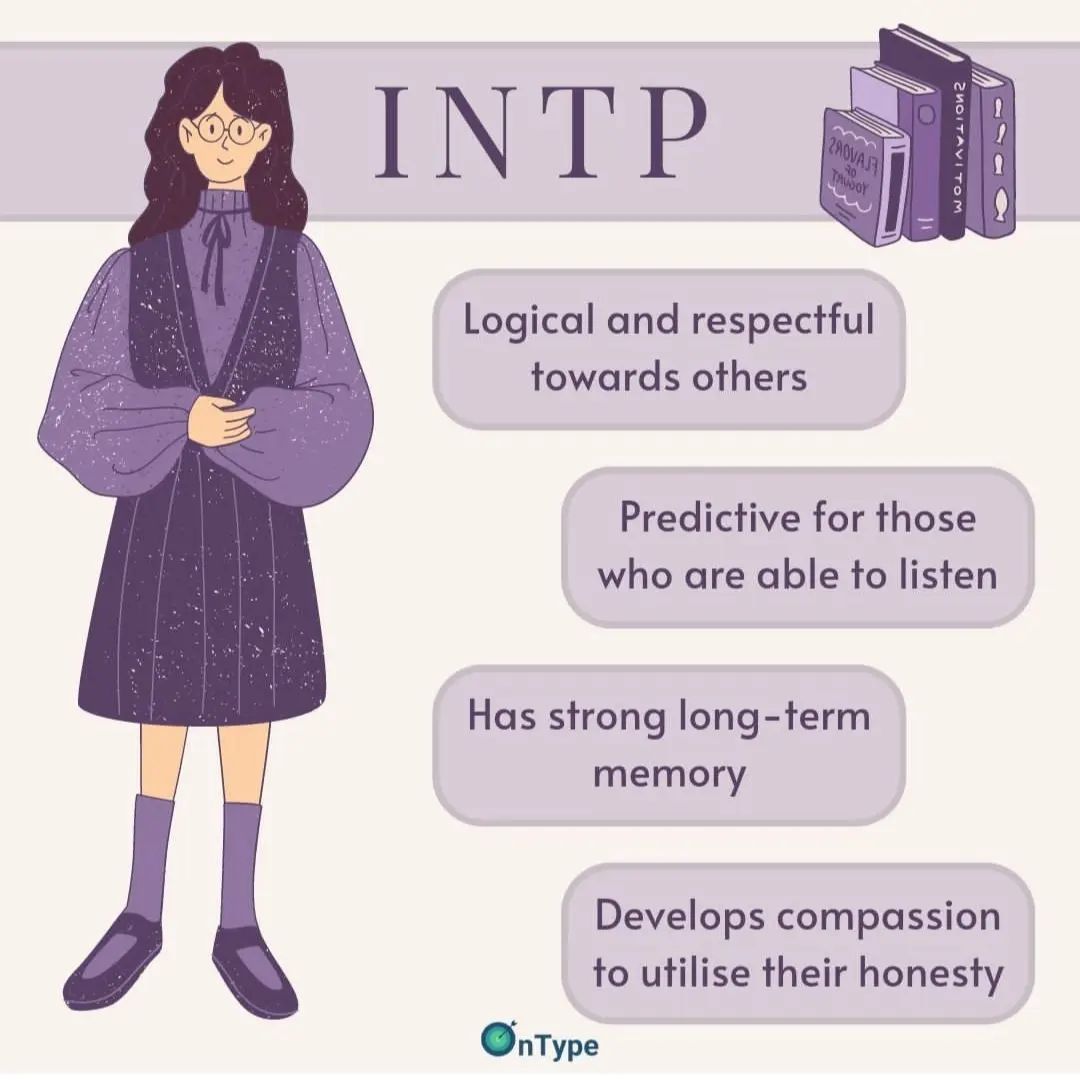 INTP
FLAVORS
OF
YOGURT
MOTIVATIONS
Logical and respectful
towards others
Predictive for those
who are able to listen
Has strong long-term
memory
Develops compassion
to utilise their honesty
OnType